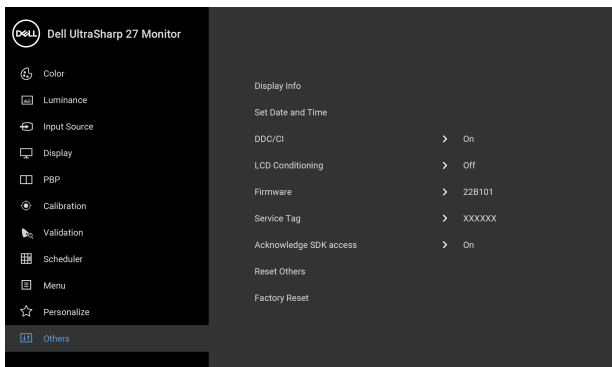 DELL Dell UltraSharp 27 Monitor
Color
Luminance
Input Source
Display
PBP
Calibration
Validation
Scheduler
Menu
Personalize
Others
Display Info
Set Date and Time
DDC/CI > On
LCD Conditioning > Off
Firmware > 22B101
Service Tag > XXXXXX
Acknowledge SDK access > On
Reset Others
Factory Reset